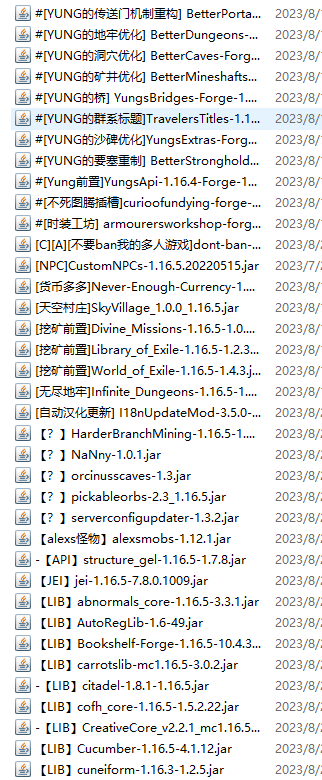 #[YUNG的传送门机制重构] BetterPorta... 2023/8/
#[YUNG的地牢优化] BetterDungeons-... 2023/8/
#[YUNG的洞穴优化] BetterCaves-Forg... 2023/8/
#[YUNG的矿井优化] BetterMineshafts... 2023/8/
#[YUNG的桥] YungsBridges-Forge-1.... 2023/8/
#[YUNG的群系标题]TravelersTitles-1.1... 2023/8/
#[YUNG的沙碑优化]YungsExtras-Forg... 2023/8/
#[YUNG的要塞重制] BetterStronghold... 2023/8/
#[Yung前置]YungsApi-1.16.4-Forge-1... 2023/8/
#[不死图腾插槽]curioofundying-forge-... 2023/8/
#[时装工坊] armourersworkshop-forg... 2023/8/
[C][A][不要ban我的多人游戏]dont-ban-... 2023/8/2
[NPC]CustomNPCs-1.16.5.20220515.jar 2023/7/2
[货币多多]Never-Enough-Currency-1.... 2023/8/
[天空村庄]SkyVillage_1.0.0_1.16.5.jar 2023/8/
[挖矿前置]Divine_Missions-1.16.5-1.0.... 2023/8/
[挖矿前置]Library_of_Exile-1.16.5-1.2.3... 2023/8/
[挖矿前置]World_of_Exile-1.16.5-1.4.3.j... 2023/8/
[无尽地牢]Infinite_Dungeons-1.16.5-1.... 2023/8/
[自动汉化更新] I18nUpdateMod-3.5.0-... 2023/8/
【？】HarderBranchMining-1.16.5-1.... 2023/8/
【？】NaNny-1.0.1.jar 2023/8/
【？】orcinusscaves-1.3.jar 2023/8/
【？】pickableorbs-2.3_1.16.5.jar 2023/8/
【？】serverconfigupdater-1.3.2.jar 2023/8/
【alexs怪物】alexsmobs-1.12.1.jar 2023/8/
-【API】structure_gel-1.16.5-1.7.8.jar 2023/8/
【JEI】jei-1.16.5-7.8.0.1009.jar 2023/8/
【LIB】abnormals_core-1.16.5-3.3.1.jar 2023/8/
【LIB】AutoRegLib-1.6-49.jar 2023/8/
【LIB】Bookshelf-Forge-1.16.5-10.4.3... 2023/8/
【LIB】carrotslib-mc1.16.5-3.0.2.jar 2023/8/
-【LIB】citadel-1.8.1-1.16.5.jar 2023/8/
【LIB】cofh_core-1.16.5-1.5.2.22.jar 2023/8/
-【LIB】CreativeCore_v2.2.1_mc1.16.5... 2023/8/
【LIB】Cucumber-1.16.5-4.1.12.jar 2023/8/
【LIB】cuneiform-1.16.3-1.2.5.jar 2023/8/